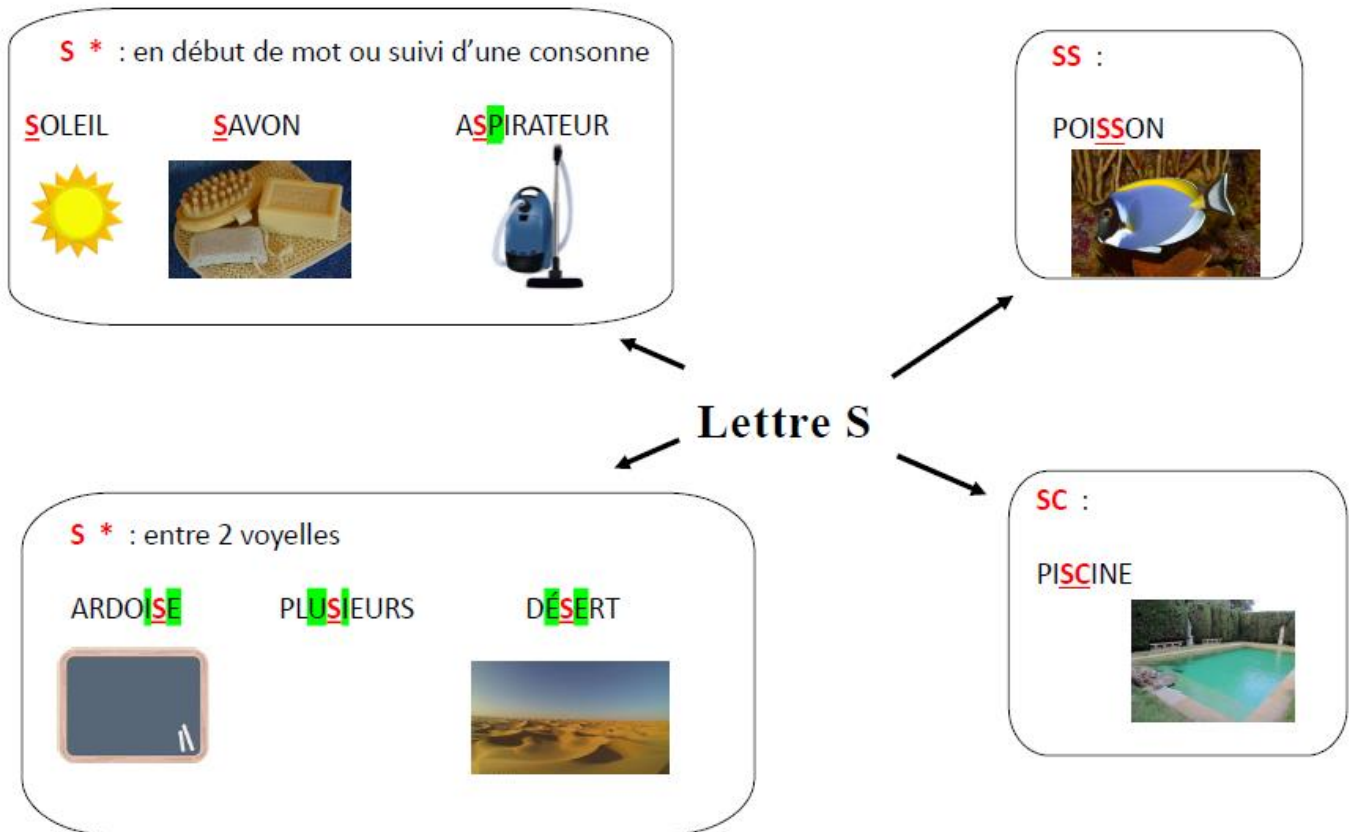 S * : en début de mot ou suivi d’une consonne
SOLEIL SAVON ASPIRATEUR
SS :
POISSON
Lettre S
S * : entre 2 voyelles
ARDOISE PLUSIEURS DÉSERT
SC :
PISCINE